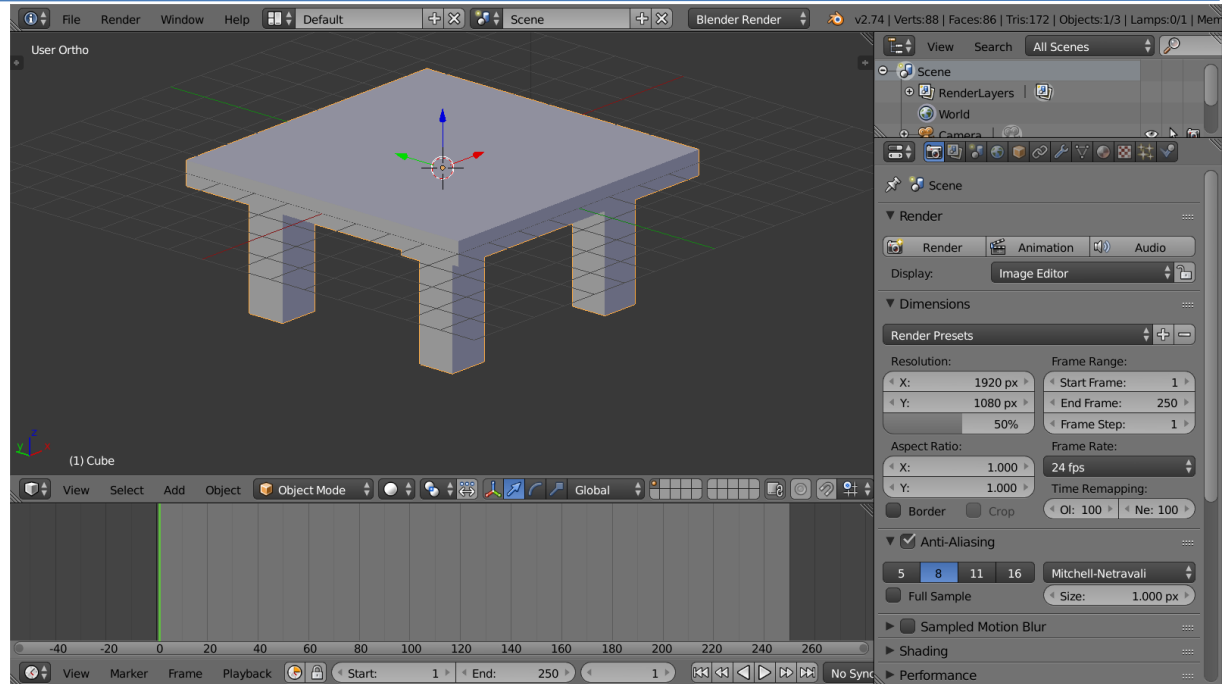 File Render Window Help Default Scene Blender Render v2.74 | Verts:88 | Faces:86 | Tris:172 | Objects:1/3 | Lamps:0/1 |
User Ortho
z
y x
(1) Cube
View Select Add Object Object Mode Global
-40 -20 0 20 40 60 80 100 120 140 160 180 200 220 240 260
View Marker Frame Playback Start: 1 End: 250 1 No Sync
View Search All Scenes
Scene
RenderLayers |
World
Camera |
Scene
Render
Render Animation Audio
Display: Image Editor
Dimensions
Render Presets
Resolution: Frame Range:
X: 1920 px Start Frame: 1
Y: 1080 px End Frame: 250
50% Frame Step: 1
Aspect Ratio: Frame Rate:
X: 1.000 24 fps
Y: 1.000 Time Remapping:
Border Crop Ol: 100 Ne: 100
Anti-Aliasing
5 8 11 16 Mitchell-Netravali
Full Sample Size: 1.000 px
Sampled Motion Blur
Shading
Performance